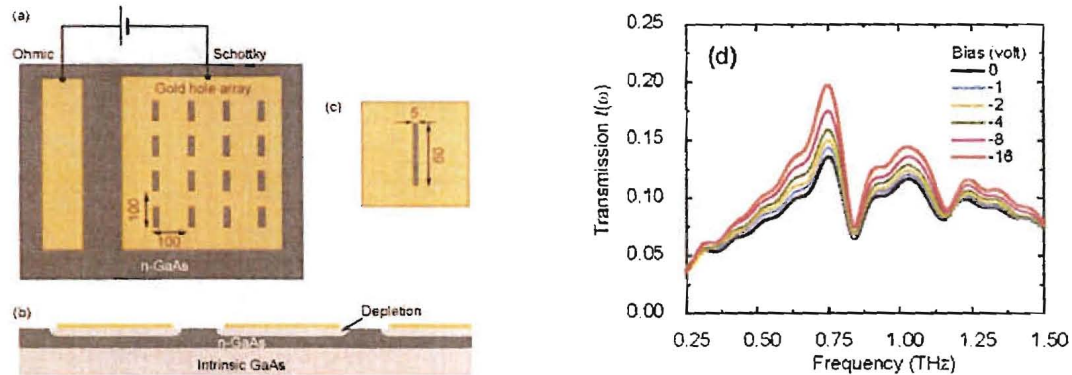 (a)
Ohmic
Schottky
Gold hole array
100
100
n-GaAs
(c)
5
60
(b)
Depletion
n-GaAs
Intrinsic GaAs
(d)
Bias (volt)
0
-1
-2
-4
-8
-16
Transmission t(ω)
0.25
0.20
0.15
0.10
0.05
0.00
0.25 0.50 0.75 1.00 1.25 1.50
Frequency (THz)